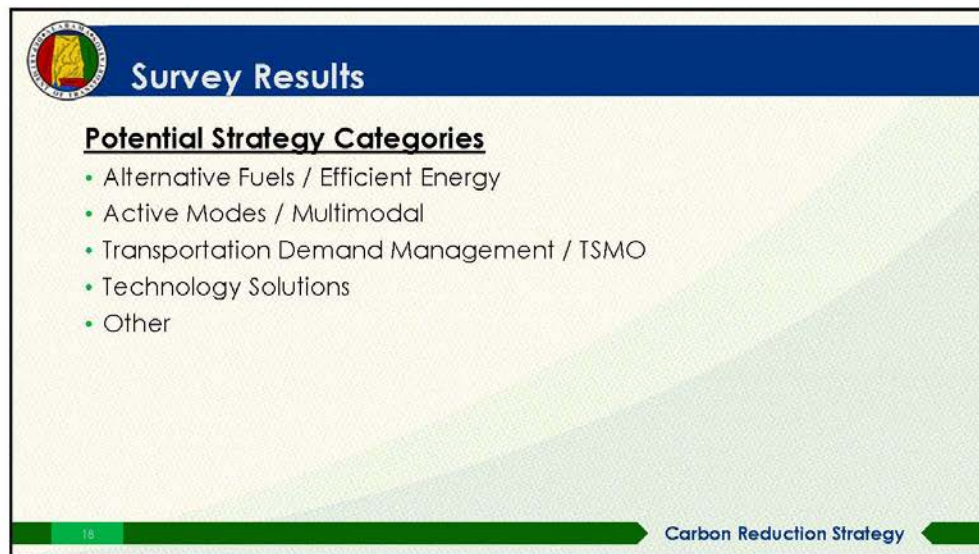 Survey Results
Potential Strategy Categories
• Alternative Fuels / Efficient Energy
• Active Modes / Multimodal
• Transportation Demand Management / TSMO
• Technology Solutions
• Other
18
Carbon Reduction Strategy